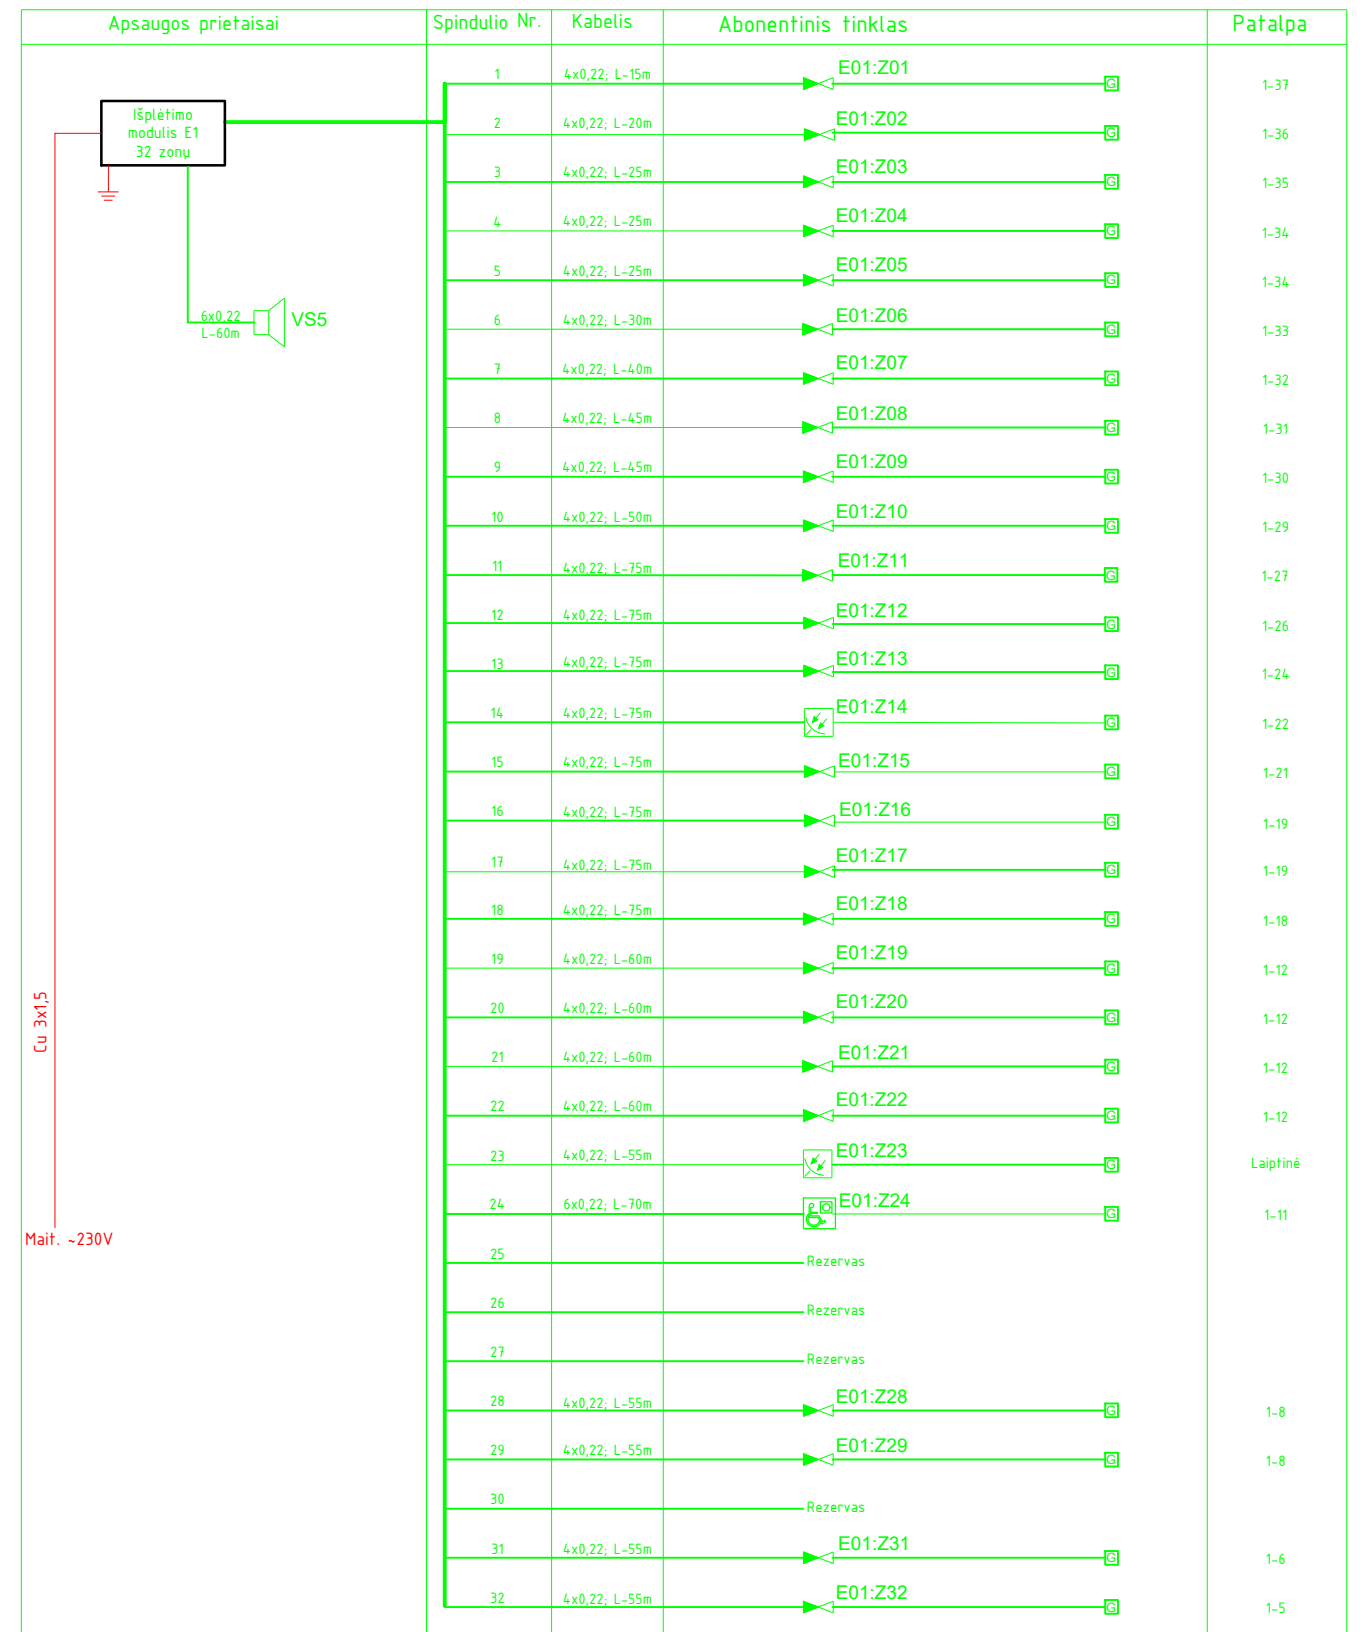 Apsaugos prietaisai Spindulio Nr. Kabelis Abonentinis tinklas Patalpa
1 4x0,22; L-15m E01:Z01 G 1-37
Išplėtimo
modulis E1
32 zonų
2 4x0,22; L-20m E01:Z02 G 1-36
3 4x0,22; L-25m E01:Z03 G 1-35
4 4x0,22; L-25m E01:Z04 G 1-34
5 4x0,22; L-25m E01:Z05 G 1-34
6x0,22
L-60m
VS5
6 4x0,22; L-30m E01:Z06 G 1-33
7 4x0,22; L-40m E01:Z07 G 1-32
8 4x0,22; L-45m E01:Z08 G 1-31
9 4x0,22; L-45m E01:Z09 G 1-30
10 4x0,22; L-50m E01:Z10 G 1-29
11 4x0,22; L-75m E01:Z11 G 1-27
12 4x0,22; L-75m E01:Z12 G 1-26
13 4x0,22; L-75m E01:Z13 G 1-24
14 4x0,22; L-75m E01:Z14 G 1-22
15 4x0,22; L-75m E01:Z15 G 1-21
16 4x0,22; L-75m E01:Z16 G 1-19
17 4x0,22; L-75m E01:Z17 G 1-19
18 4x0,22; L-75m E01:Z18 G 1-18
19 4x0,22; L-60m E01:Z19 G 1-12
20 4x0,22; L-60m E01:Z20 G 1-12
Cu 3x1,5
21 4x0,22; L-60m E01:Z21 G 1-12
22 4x0,22; L-60m E01:Z22 G 1-12
23 4x0,22; L-55m E01:Z23 G Laiptinė
24 6x0,22; L-70m E01:Z24 G 1-11
Mait. ~230V
25 Rezervas
26 Rezervas
27 Rezervas
28 4x0,22; L-55m E01:Z28 G 1-8
29 4x0,22; L-55m E01:Z29 G 1-8
30 Rezervas
31 4x0,22; L-55m E01:Z31 G 1-6
32 4x0,22; L-55m E01:Z32 G 1-5